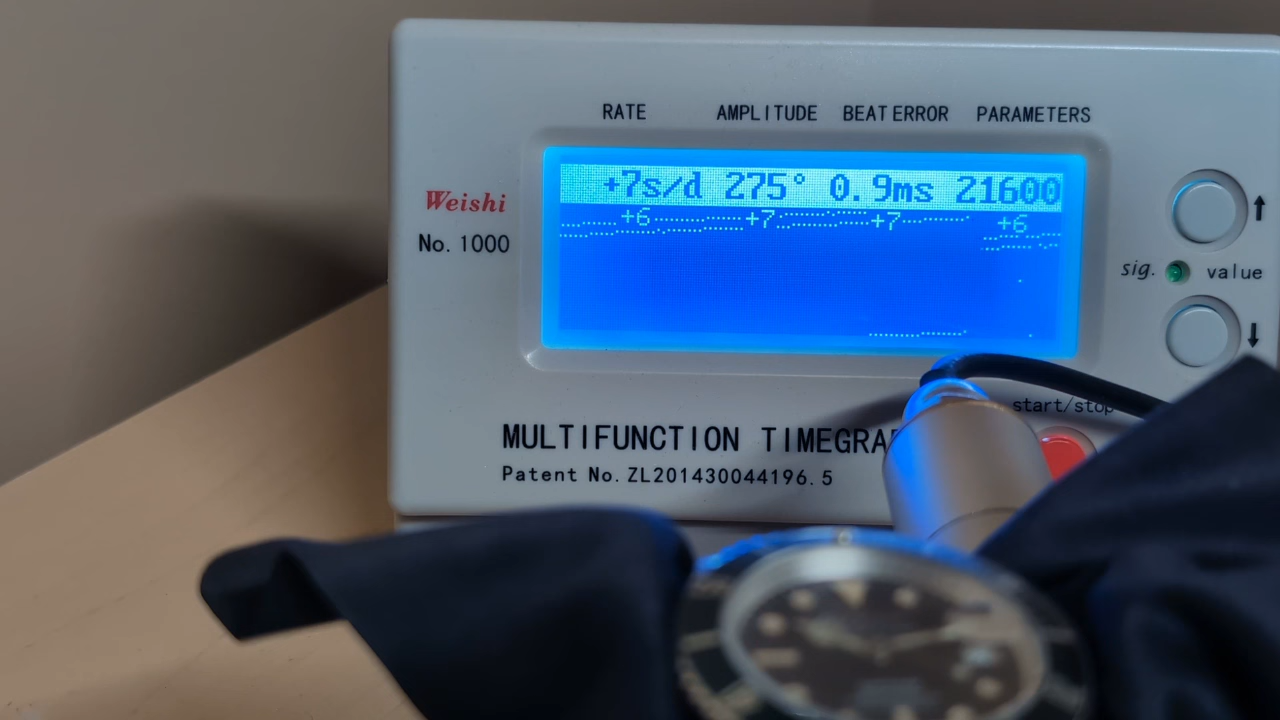 RATE AMPLITUDE BEAT ERROR PARAMETERS
+7s/d 275° 0.9ms 21600
+6 +7 +7 +6
Weishi
No. 1000
sig. value
start/stop
MULTIFUNCTION TIMEGRA
Patent No. ZL201430044196.5